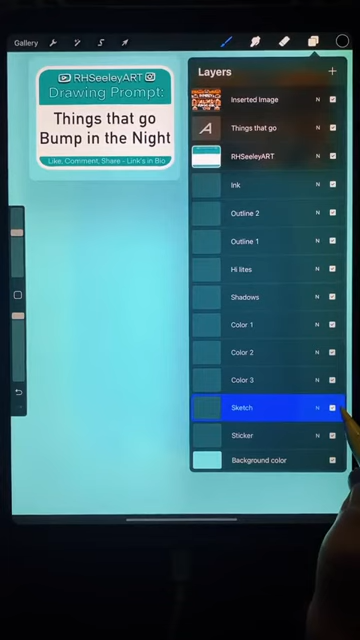 Gallery
Layers
RHSeeleyART
Drawing Prompt:
Things that go
Bump in the Night
Like, Comment, Share - Link's in Bio
Inserted Image N
Things that go N
RHSeeleyART N
Ink N
Outline 2 N
Outline 1 N
Hi lites N
Shadows N
Color 1 N
Color 2 N
Color 3 N
Sketch N
Sticker N
Background color